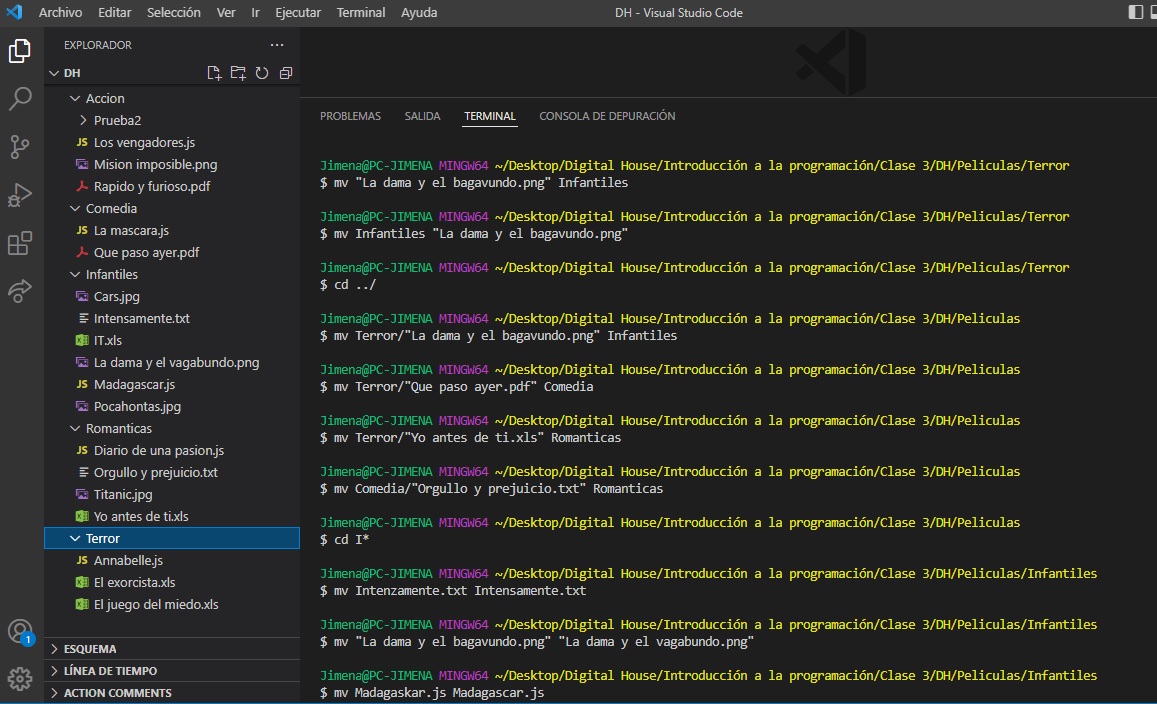 Archivo Editar Selección Ver Ir Ejecutar Terminal Ayuda
DH - Visual Studio Code
EXPLORADOR
DH
Accion
Prueba2
JS Los vengadores.js
Mision imposible.png
Rapido y furioso.pdf
Comedia
JS La mascara.js
Que paso ayer.pdf
Infantiles
Cars.jpg
Intensamente.txt
IT.xls
La dama y el vagabundo.png
JS Madagascar.js
Pocahontas.jpg
Romanticas
JS Diario de una pasion.js
Orgullo y prejuicio.txt
Titanic.jpg
Yo antes de ti.xls
Terror
JS Annabelle.js
El exorcista.xls
El juego del miedo.xls
1
ESQUEMA
LÍNEA DE TIEMPO
ACTION COMMENTS
PROBLEMAS SALIDA TERMINAL CONSOLA DE DEPURACIÓN
Jimena@PC-JIMENA MINGW64 ~/Desktop/Digital House/Introducción a la programación/Clase 3/DH/Peliculas/Terror
$ mv "La dama y el bagavundo.png" Infantiles
Jimena@PC-JIMENA MINGW64 ~/Desktop/Digital House/Introducción a la programación/Clase 3/DH/Peliculas/Terror
$ mv Infantiles "La dama y el bagavundo.png"
Jimena@PC-JIMENA MINGW64 ~/Desktop/Digital House/Introducción a la programación/Clase 3/DH/Peliculas/Terror
$ cd ../
Jimena@PC-JIMENA MINGW64 ~/Desktop/Digital House/Introducción a la programación/Clase 3/DH/Peliculas
$ mv Terror/"La dama y el bagavundo.png" Infantiles
Jimena@PC-JIMENA MINGW64 ~/Desktop/Digital House/Introducción a la programación/Clase 3/DH/Peliculas
$ mv Terror/"Que paso ayer.pdf" Comedia
Jimena@PC-JIMENA MINGW64 ~/Desktop/Digital House/Introducción a la programación/Clase 3/DH/Peliculas
$ mv Terror/"Yo antes de ti.xls" Romanticas
Jimena@PC-JIMENA MINGW64 ~/Desktop/Digital House/Introducción a la programación/Clase 3/DH/Peliculas
$ mv Comedia/"Orgullo y prejuicio.txt" Romanticas
Jimena@PC-JIMENA MINGW64 ~/Desktop/Digital House/Introducción a la programación/Clase 3/DH/Peliculas
$ cd I*
Jimena@PC-JIMENA MINGW64 ~/Desktop/Digital House/Introducción a la programación/Clase 3/DH/Peliculas/Infantiles
$ mv Intenzamente.txt Intensamente.txt
Jimena@PC-JIMENA MINGW64 ~/Desktop/Digital House/Introducción a la programación/Clase 3/DH/Peliculas/Infantiles
$ mv "La dama y el bagavundo.png" "La dama y el vagabundo.png"
Jimena@PC-JIMENA MINGW64 ~/Desktop/Digital House/Introducción a la programación/Clase 3/DH/Peliculas/Infantiles
$ mv Madagaskar.js Madagascar.js